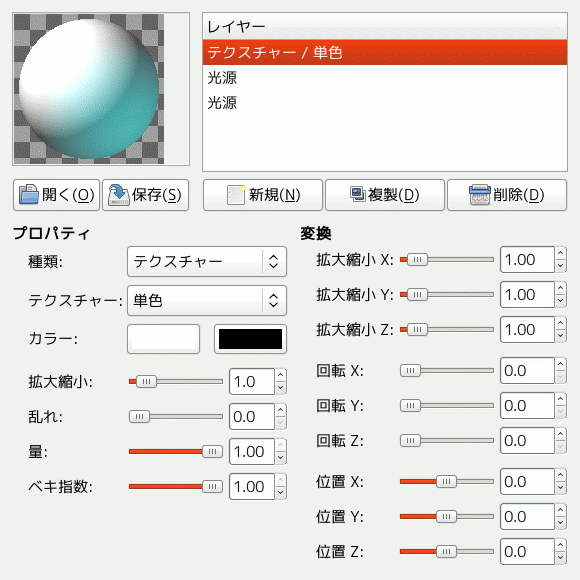 レイヤー
テクスチャー / 単色
光源
光源
開く(O)
保存(S)
新規(N)
複製(D)
削除(D)
プロパティ
種類: テクスチャー
テクスチャー: 単色
カラー:
拡大縮小: 1.0
乱れ: 0.0
量: 1.00
ベキ指数: 1.00
変換
拡大縮小 X: 1.00
拡大縮小 Y: 1.00
拡大縮小 Z: 1.00
回転 X: 0.0
回転 Y: 0.0
回転 Z: 0.0
位置 X: 0.0
位置 Y: 0.0
位置 Z: 0.0